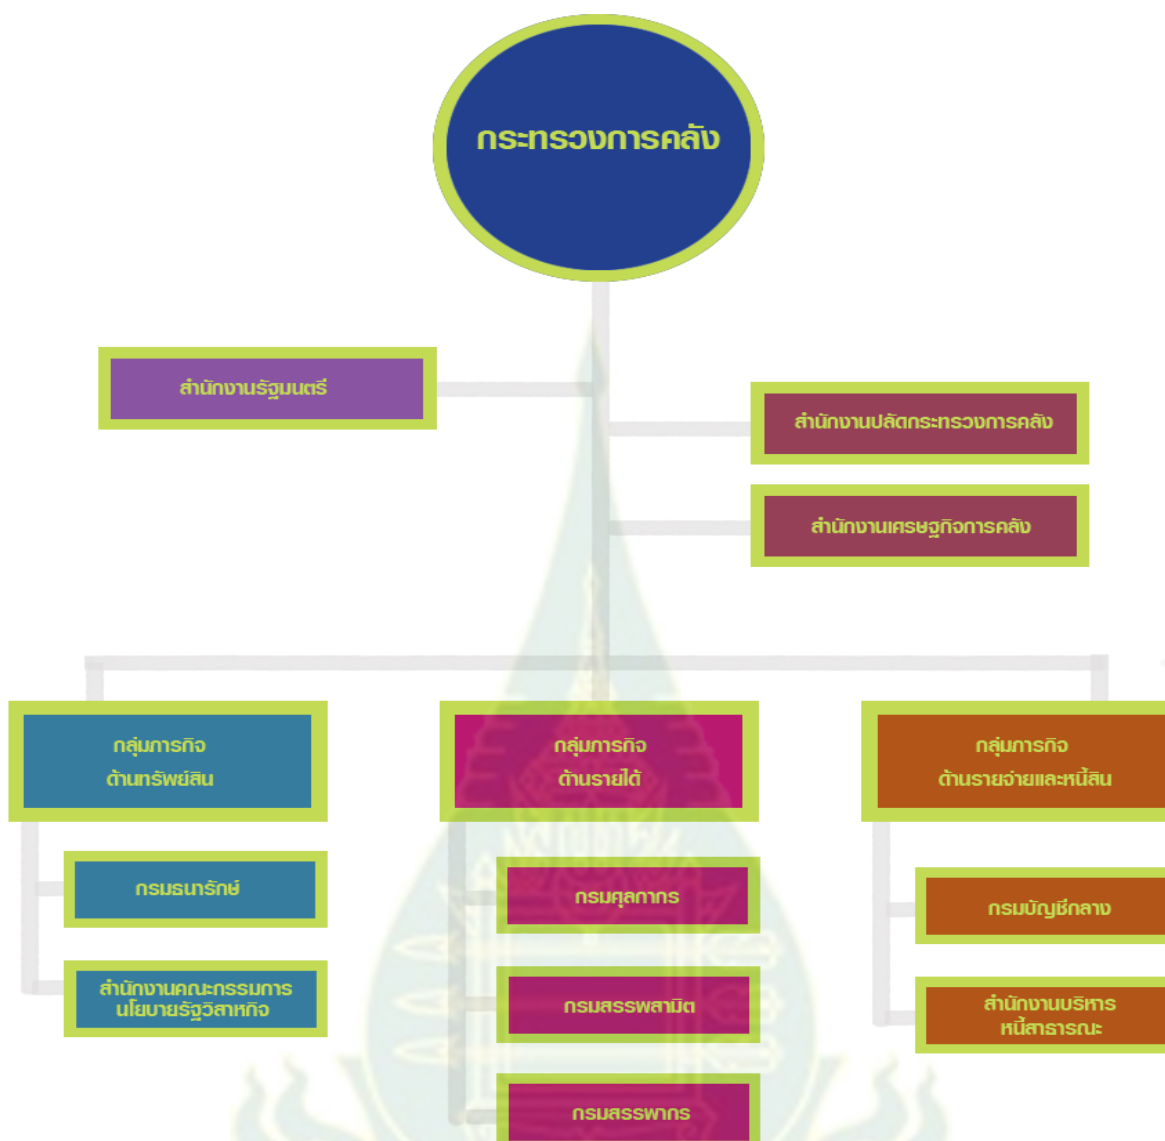 กระทรวงการคลัง
สำนักงานรัฐมนตรี
สำนักงานปลัดกระทรวงการคลัง
สำนักงานเศรษฐกิจการคลัง
กลุ่มภารกิจ
ด้านทรัพย์สิน
กรมธนารักษ์
สำนักงานคณะกรรมการ
นโยบายรัฐวิสาหกิจ
กลุ่มภารกิจ
ด้านรายได้
กรมศุลกากร
กรมสรรพสามิต
กรมสรรพากร
กลุ่มภารกิจ
ด้านรายจ่ายและหนี้สิน
กรมบัญชีกลาง
สำนักงานบริหาร
หนี้สาธารณะ